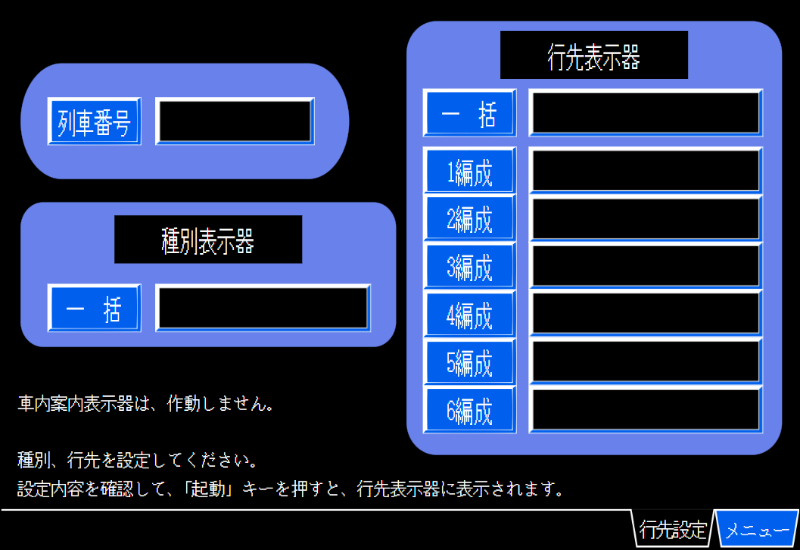 列車番号
種別表示器
一 括
行先表示器
一 括
1編成
2編成
3編成
4編成
5編成
6編成
車内案内表示器は、作動しません。
種別、行先を設定してください。
設定内容を確認して、「起動」キーを押すと、行先表示器に表示されます。
行先設定
メニュー